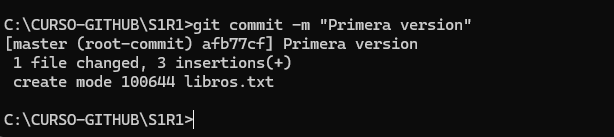 C:\CURSO-GITHUB\S1R1>git commit -m "Primera version"
[master (root-commit) afb77cf] Primera version
 1 file changed, 3 insertions(+)
 create mode 100644 libros.txt

C:\CURSO-GITHUB\S1R1>